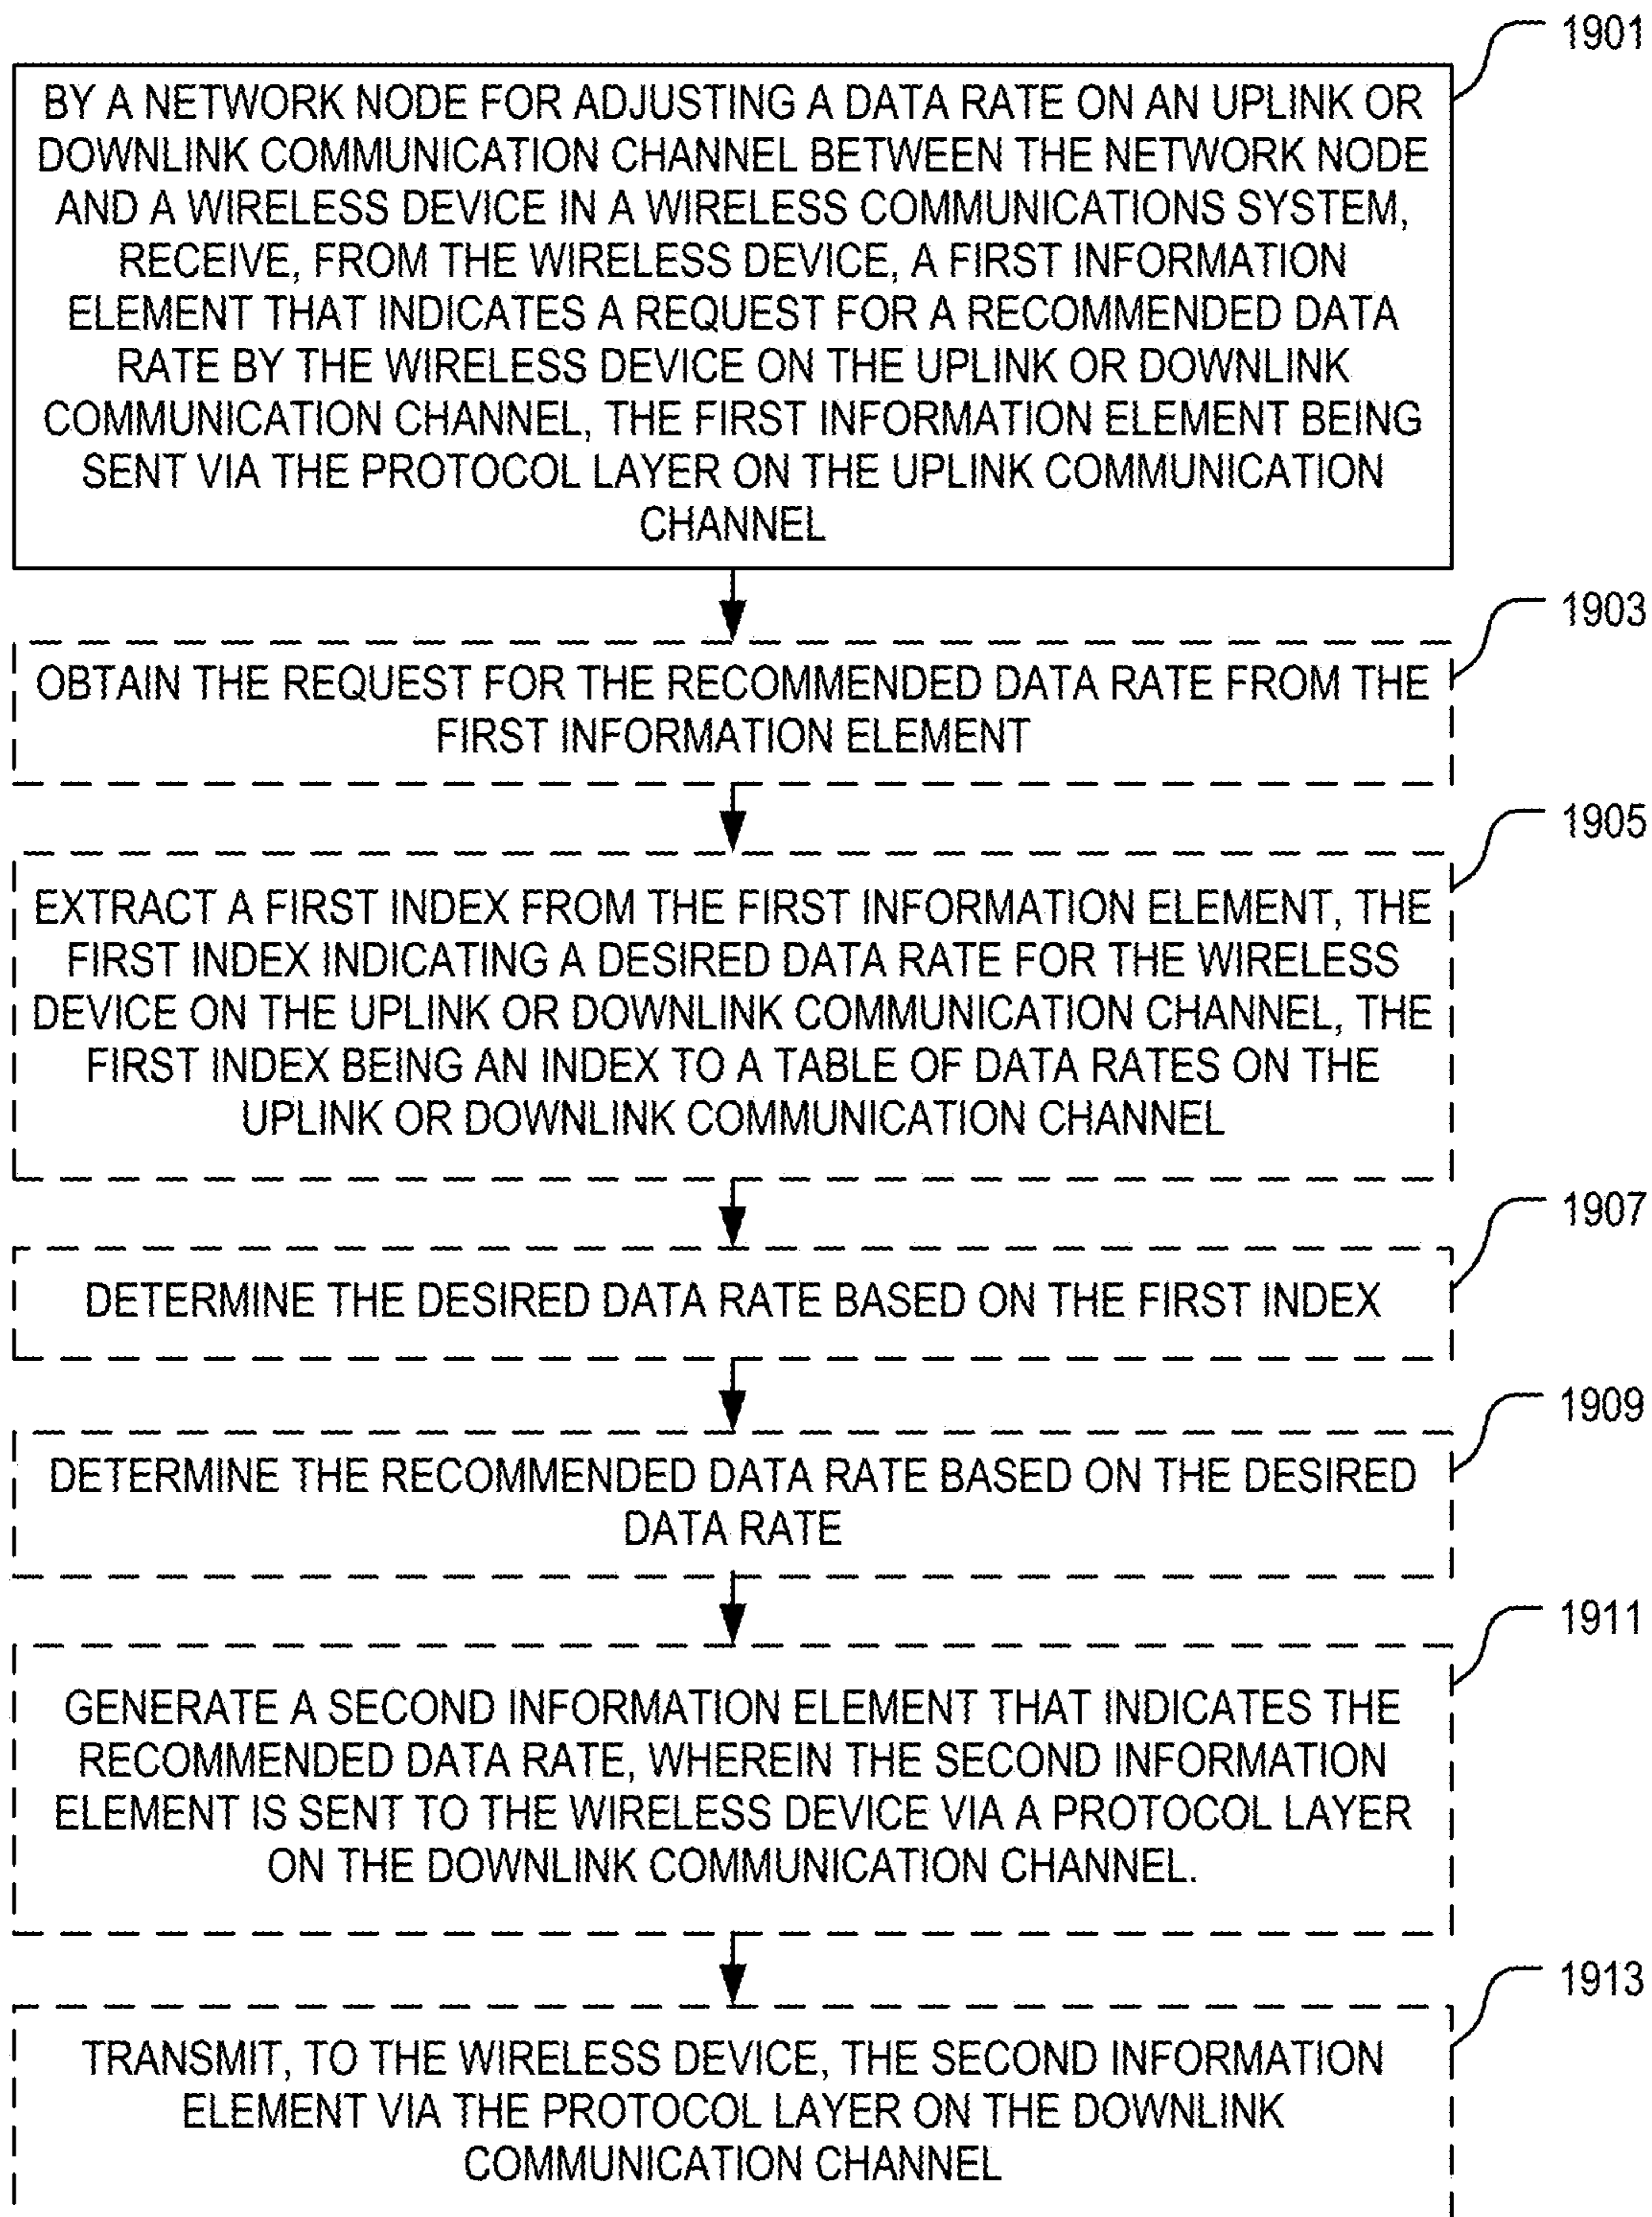 1901
BY A NETWORK NODE FOR ADJUSTING A DATA RATE ON AN UPLINK OR
DOWNLINK COMMUNICATION CHANNEL BETWEEN THE NETWORK NODE
AND A WIRELESS DEVICE IN A WIRELESS COMMUNICATIONS SYSTEM,
RECEIVE, FROM THE WIRELESS DEVICE, A FIRST INFORMATION
ELEMENT THAT INDICATES A REQUEST FOR A RECOMMENDED DATA
RATE BY THE WIRELESS DEVICE ON THE UPLINK OR DOWNLINK
COMMUNICATION CHANNEL, THE FIRST INFORMATION ELEMENT BEING
SENT VIA THE PROTOCOL LAYER ON THE UPLINK COMMUNICATION
CHANNEL
1903
OBTAIN THE REQUEST FOR THE RECOMMENDED DATA RATE FROM THE
FIRST INFORMATION ELEMENT
1905
EXTRACT A FIRST INDEX FROM THE FIRST INFORMATION ELEMENT, THE
FIRST INDEX INDICATING A DESIRED DATA RATE FOR THE WIRELESS
DEVICE ON THE UPLINK OR DOWNLINK COMMUNICATION CHANNEL, THE
FIRST INDEX BEING AN INDEX TO A TABLE OF DATA RATES ON THE
UPLINK OR DOWNLINK COMMUNICATION CHANNEL
1907
DETERMINE THE DESIRED DATA RATE BASED ON THE FIRST INDEX
1909
DETERMINE THE RECOMMENDED DATA RATE BASED ON THE DESIRED
DATA RATE
1911
GENERATE A SECOND INFORMATION ELEMENT THAT INDICATES THE
RECOMMENDED DATA RATE, WHEREIN THE SECOND INFORMATION
ELEMENT IS SENT TO THE WIRELESS DEVICE VIA A PROTOCOL LAYER
ON THE DOWNLINK COMMUNICATION CHANNEL.
1913
TRANSMIT, TO THE WIRELESS DEVICE, THE SECOND INFORMATION
ELEMENT VIA THE PROTOCOL LAYER ON THE DOWNLINK
COMMUNICATION CHANNEL